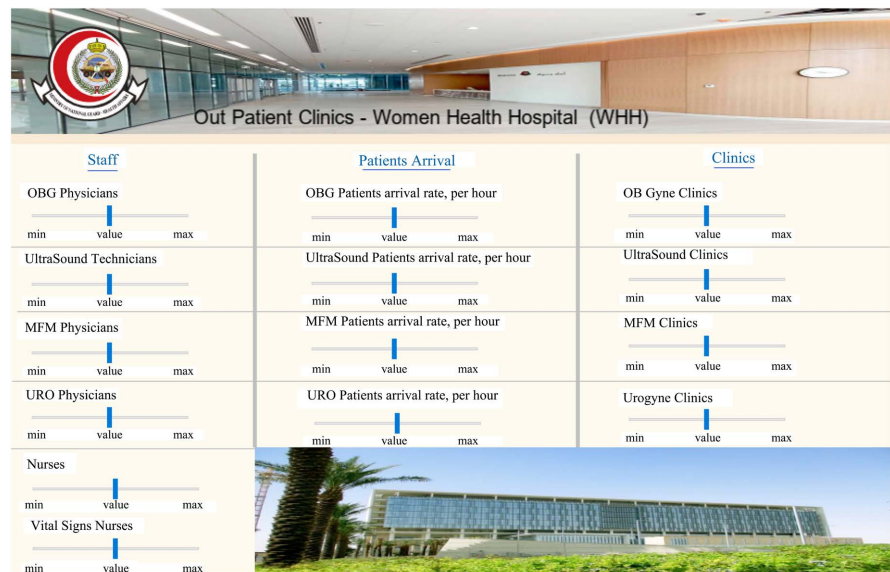 Out Patient Clinics - Women Health Hospital (WHH)
Staff
OBG Physicians
min value max
UltraSound Technicians
min value max
MFM Physicians
min value max
URO Physicians
min value max
Nurses
min value max
Vital Signs Nurses
min value max
Patients Arrival
OBG Patients arrival rate, per hour
min value max
UltraSound Patients arrival rate, per hour
min value max
MFM Patients arrival rate, per hour
min value max
URO Patients arrival rate, per hour
min value max
Clinics
OB Gyne Clinics
min value max
UltraSound Clinics
min value max
MFM Clinics
min value max
Urogyne Clinics
min value max